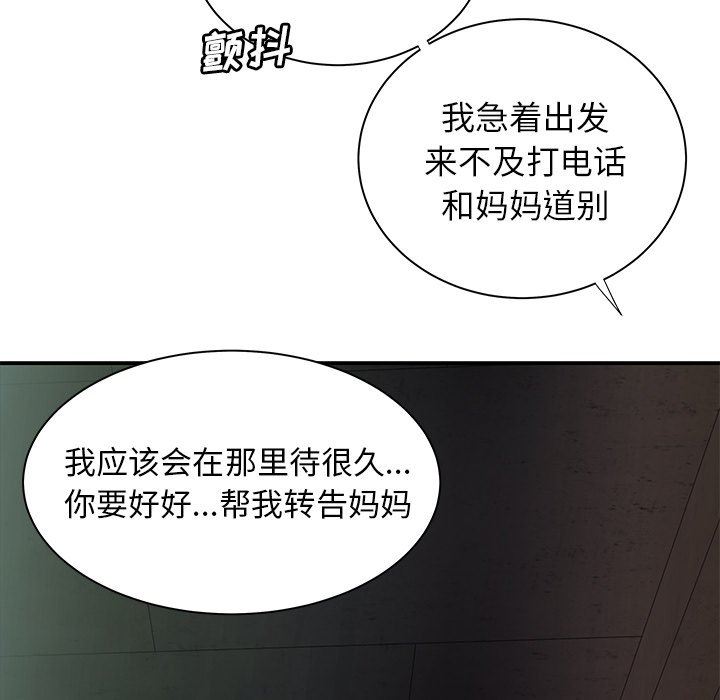 颤抖
我急着出发
来不及打电话
和妈妈道别
我应该会在那里待很久...
你要好好...帮我转告妈妈